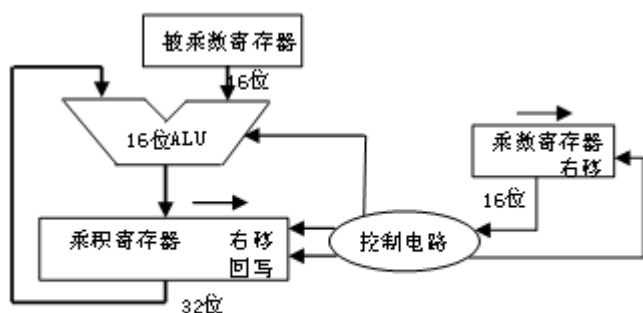 被乘数寄存器
16位
16位ALU
乘数寄存器
右移
16位
乘积寄存器 右移
回写
控制电路
32位